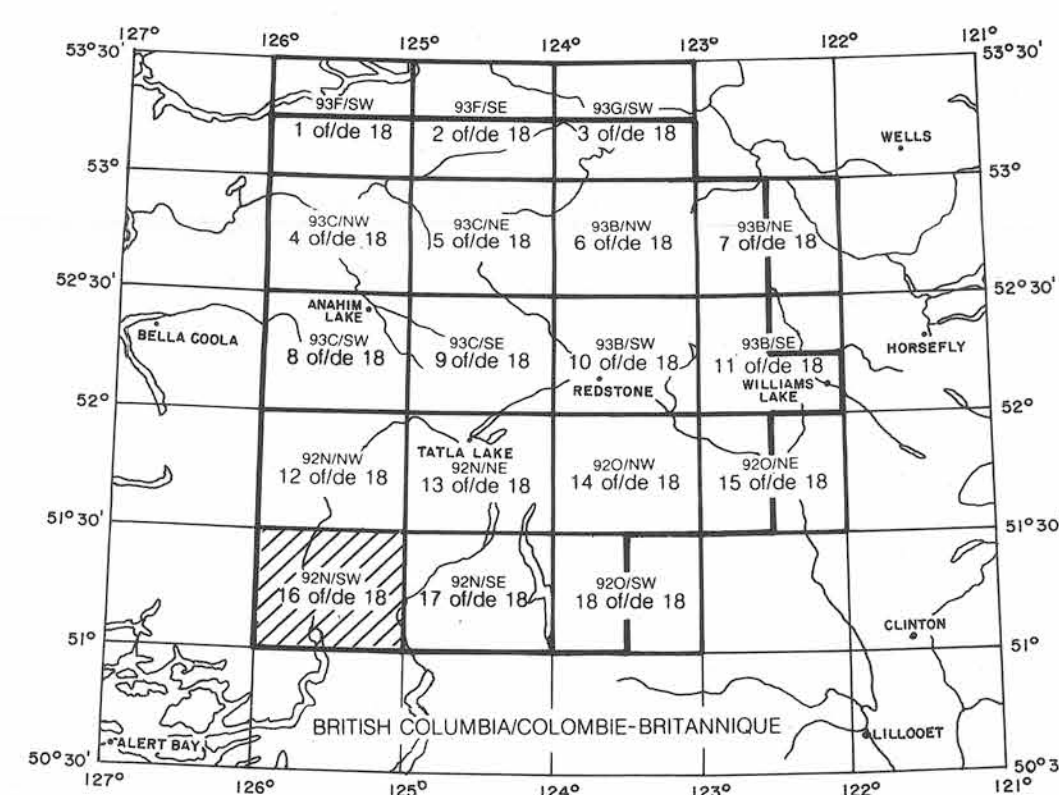 127° 126° 125° 124° 123° 122° 121°
53°30' 53°30'
93F/SW 93F/SE 93G/SW
1 of/de 18 2 of/de 18 3 of/de 18
WELLS
53° 53°
93C/NW 93C/NE 93B/NW 93B/NE
4 of/de 18 5 of/de 18 6 of/de 18 7 of/de 18
52°30' 52°30'
ANAHIM
LAKE
BELLA COOLA
HORSEFLY
93C/SW 93C/SE 93B/SW 93B/SE
8 of/de 18 9 of/de 18 10 of/de 18 11 of/de 18
REDSTONE
WILLIAMS
LAKE
52° 52°
TATLA LAKE
92N/NW 92N/NE 92O/NW 92O/NE
12 of/de 18 13 of/de 18 14 of/de 18 15 of/de 18
51°30' 51°30'
92N/SW 92N/SE 92O/SW
16 of/de 18 17 of/de 18 18 of/de 18
CLINTON
51° 51°
BRITISH COLUMBIA/COLOMBIE-BRITANNIQUE
ALERT BAY
LILLOOET
50°30' 50°3
127° 126° 125° 124° 123° 122° 121°